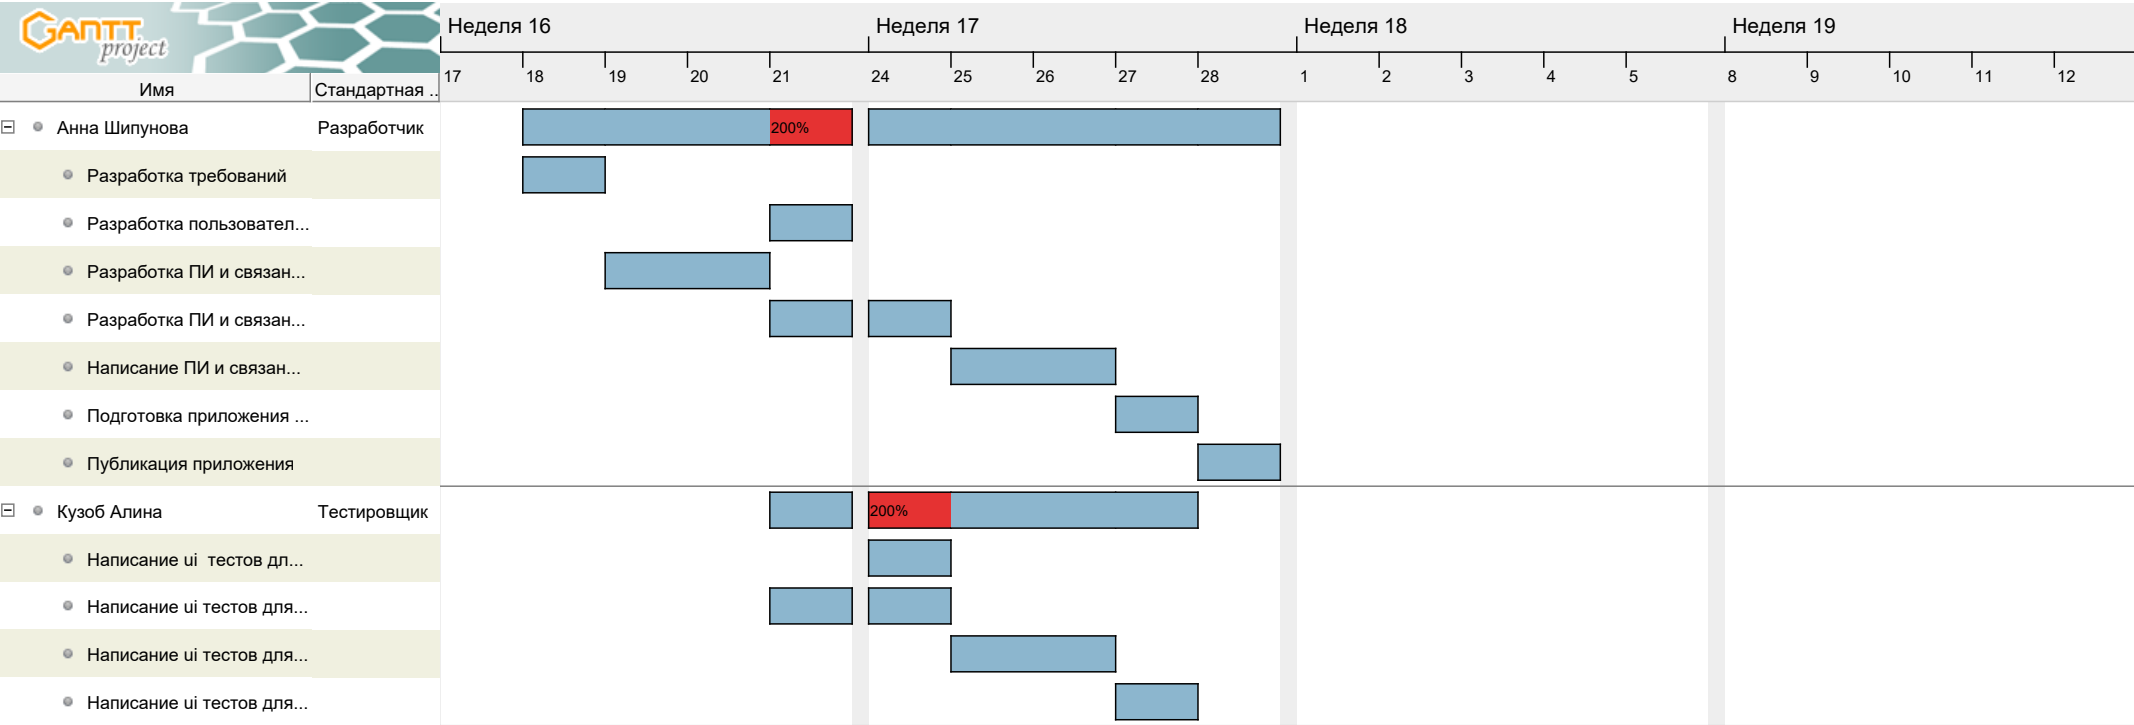 GANTT project
Неделя 16 Неделя 17 Неделя 18 Неделя 19
17 18 19 20 21 24 25 26 27 28 1 2 3 4 5 8 9 10 11 12
Имя Стандартная ..
Анна Шипунова Разработчик 200%
Разработка требований
Разработка пользовател...
Разработка ПИ и связан...
Разработка ПИ и связан...
Написание ПИ и связан...
Подготовка приложения ...
Публикация приложения
Кузоб Алина Тестировщик 200%
Написание ui тестов дл...
Написание ui тестов для...
Написание ui тестов для...
Написание ui тестов для...